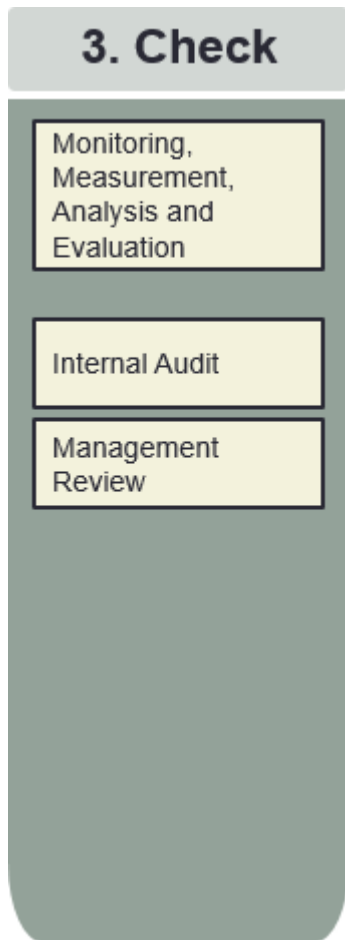 3. Check
Monitoring,
Measurement,
Analysis and
Evaluation
Internal Audit
Management
Review